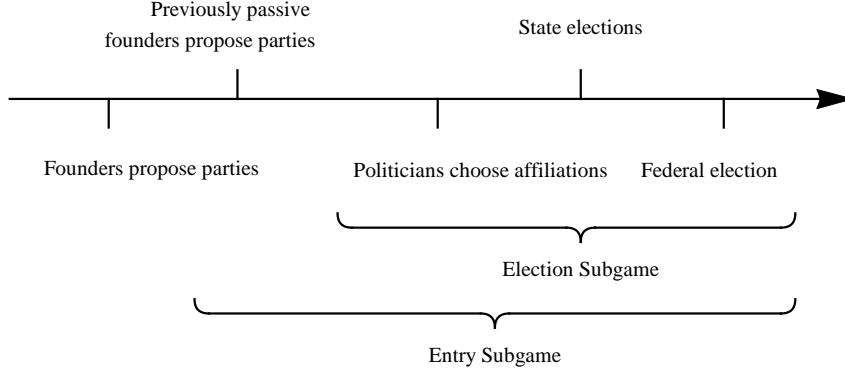 Previously passive
founders propose parties
State elections
Founders propose parties
Politicians choose affiliations
Federal election
Election Subgame
Entry Subgame